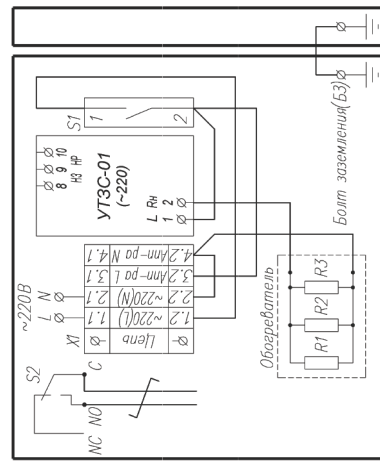 S1
1
2
8 9 10
НЗ НР
УТЗС-01
(~220)
L Rн
1 2
~220В
L N
X1
Цепь
1.2 ~220(L) 1.1
2.2 ~220(N) 2.1
3.2 Апп-ра L 3.1
4.2 Апп-ра N 4.1
S2
NC NO C
Обогреватель
R1 R2 R3
Болт заземления(БЗ)